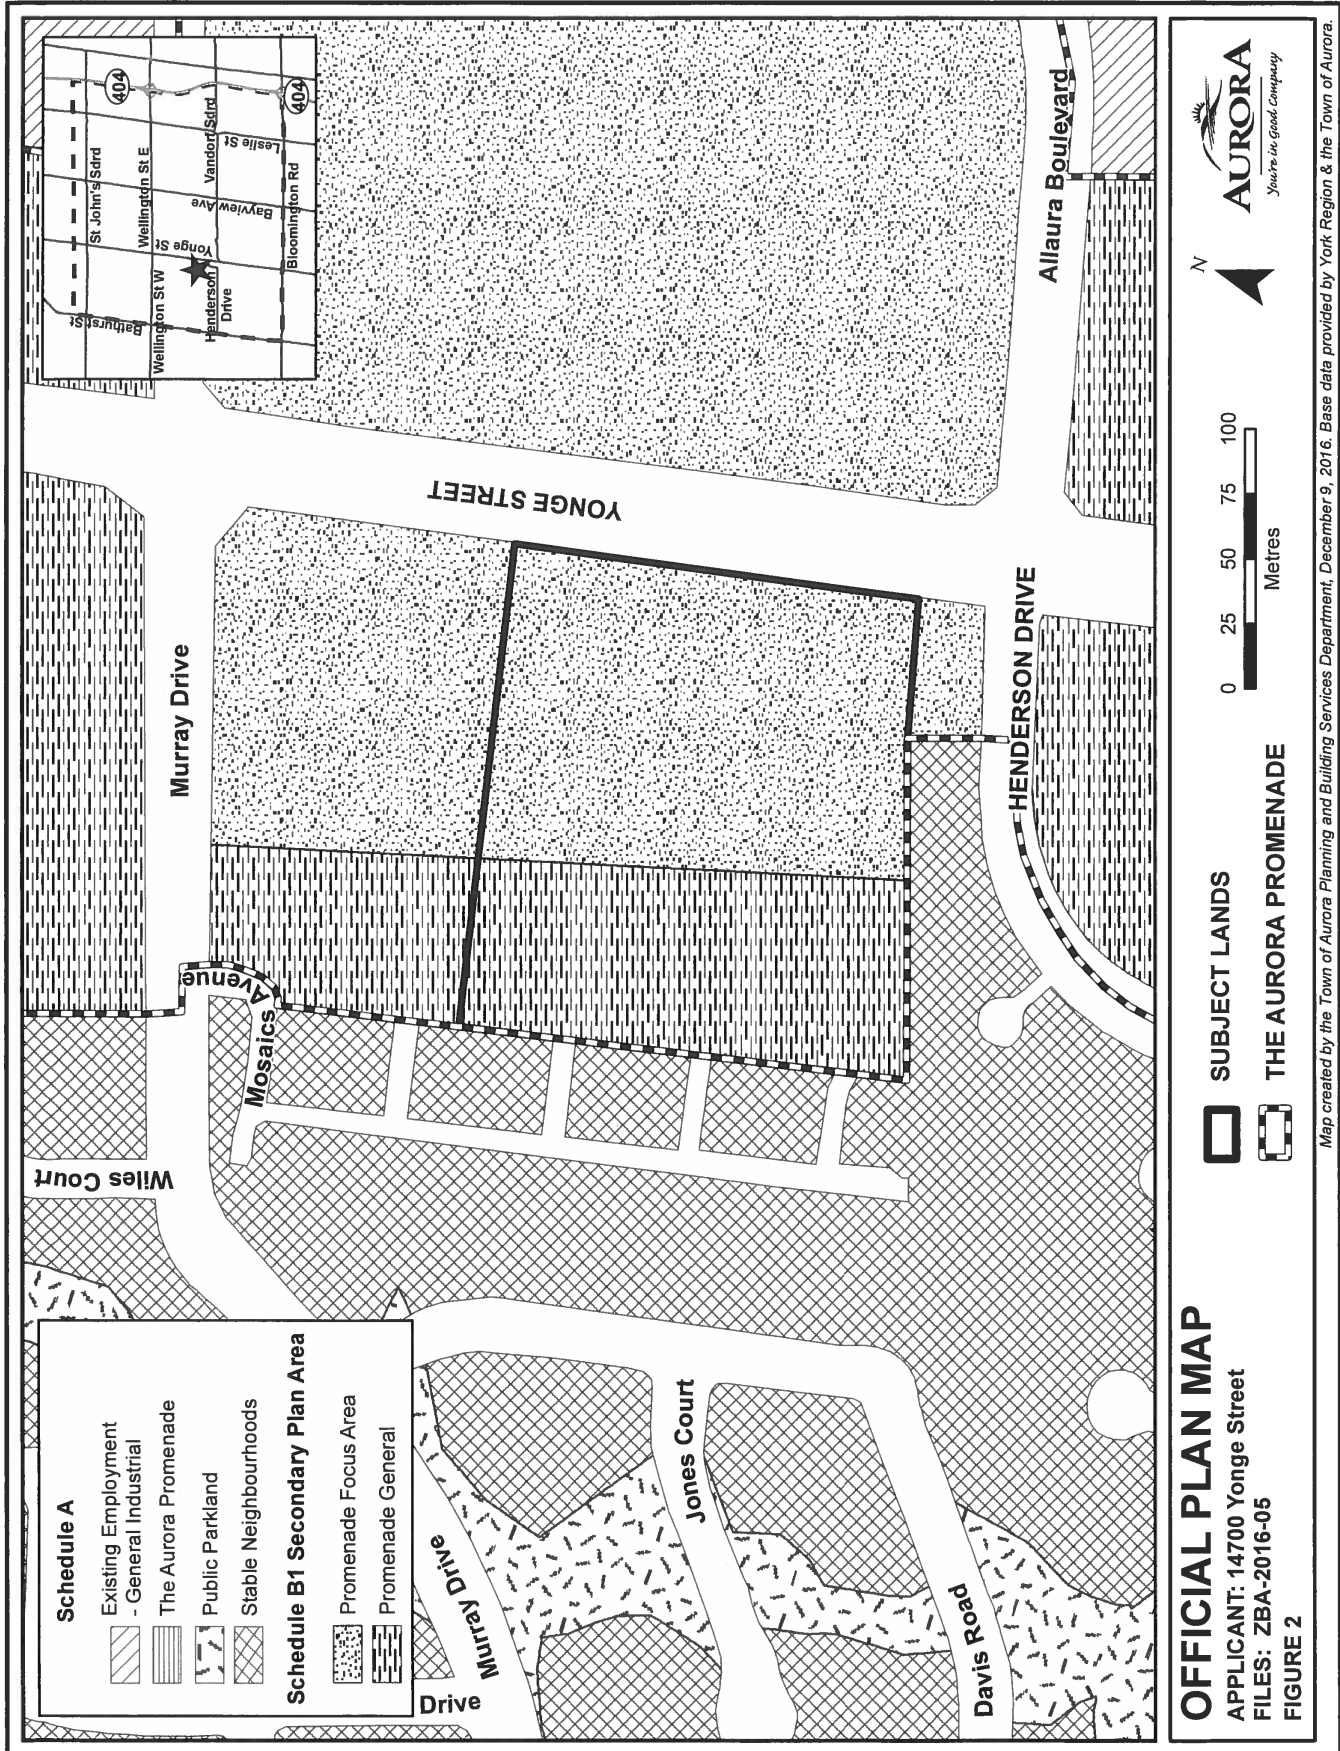 St John's Sdrd
Wellington St E
Wellington St W
Vandorf Sdrd
Henderson
Drive
Bloomington Rd
Bathurst St
Yonge St
Bayview Ave
Leslie St
404
404
Murray Drive
Wiles Court
Mosaics
Avenue
YONGE STREET
Allaura Boulevard
HENDERSON DRIVE
Jones Court
Murray Drive
Drive
Davis Road
Schedule A
Existing Employment
- General Industrial
The Aurora Promenade
Public Parkland
Stable Neighbourhoods
Schedule B1 Secondary Plan Area
Promenade Focus Area
Promenade General
OFFICIAL PLAN MAP
APPLICANT: 14700 Yonge Street
FILES: ZBA-2016-05
FIGURE 2
SUBJECT LANDS
THE AURORA PROMENADE
0 25 50 75 100
Metres
N
AURORA
You're in Good Company
Map created by the Town of Aurora Planning and Building Services Department, December 9, 2016. Base data provided by York Region & the Town of Aurora.